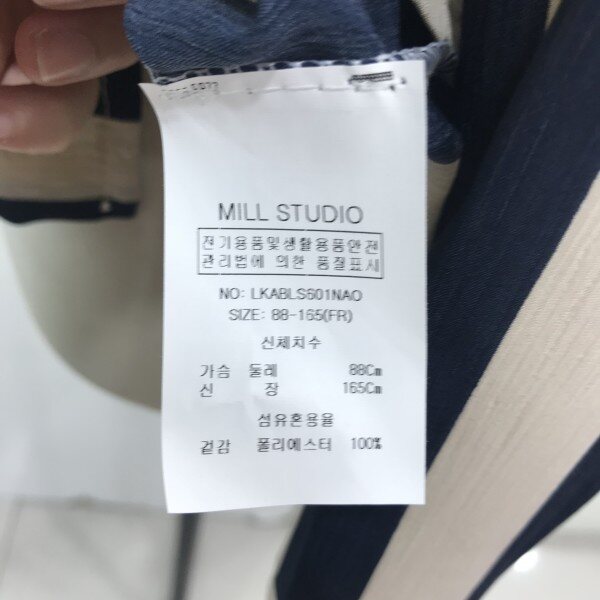 MILL STUDIO
전기용품및생활용품안전
관리법에 의한 품질표시
NO: LKABLS601NAO
SIZE: 88-165(FR)
신체치수
가슴 둘레 88Cm
신 장 165Cm
섬유혼용율
겉감 폴리에스터 100%